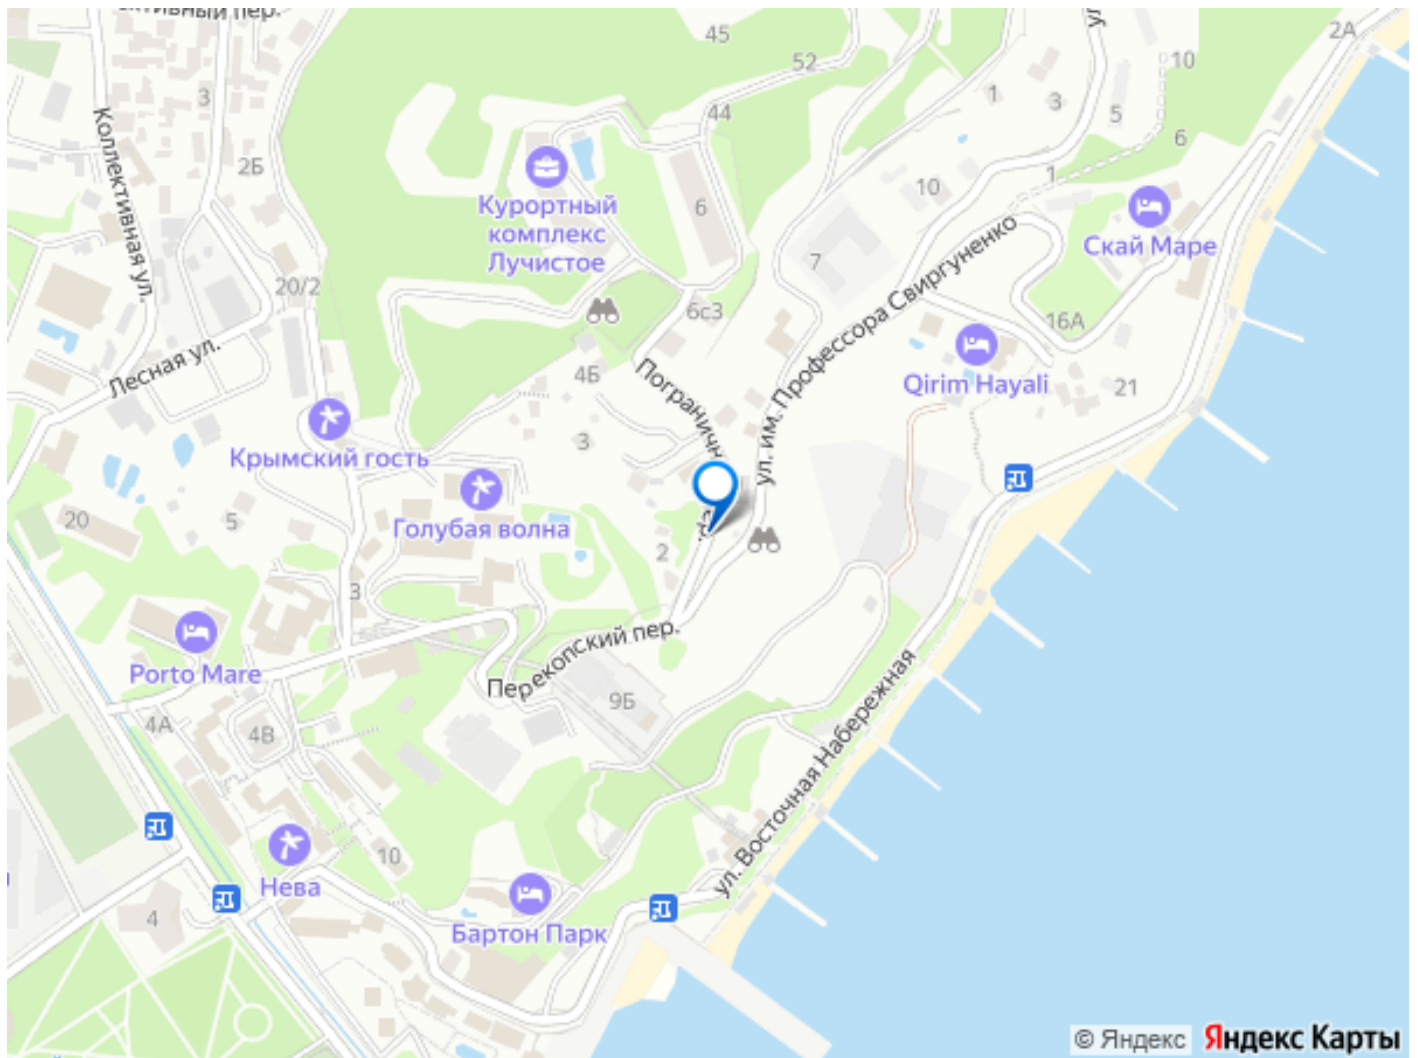 45
2А
52
10
3
1
3
5
44
6
Коллективная ул.
2Б
10
1
Курортный
комплекс
Лучистое
6
Скай Маре
7
20/2
6с3
ул. им. Профессора Свиргуненко
16А
Лесная ул.
4Б
Qirim Hayali
21
3
Крымский гость
Голубая волна
20
5
2
3
Перекопский пер.
Porto Mare
9Б
4А
4В
ул. Восточная Набережная
10
Нева
4
Бартон Парк
© Яндекс
Яндекс Карты